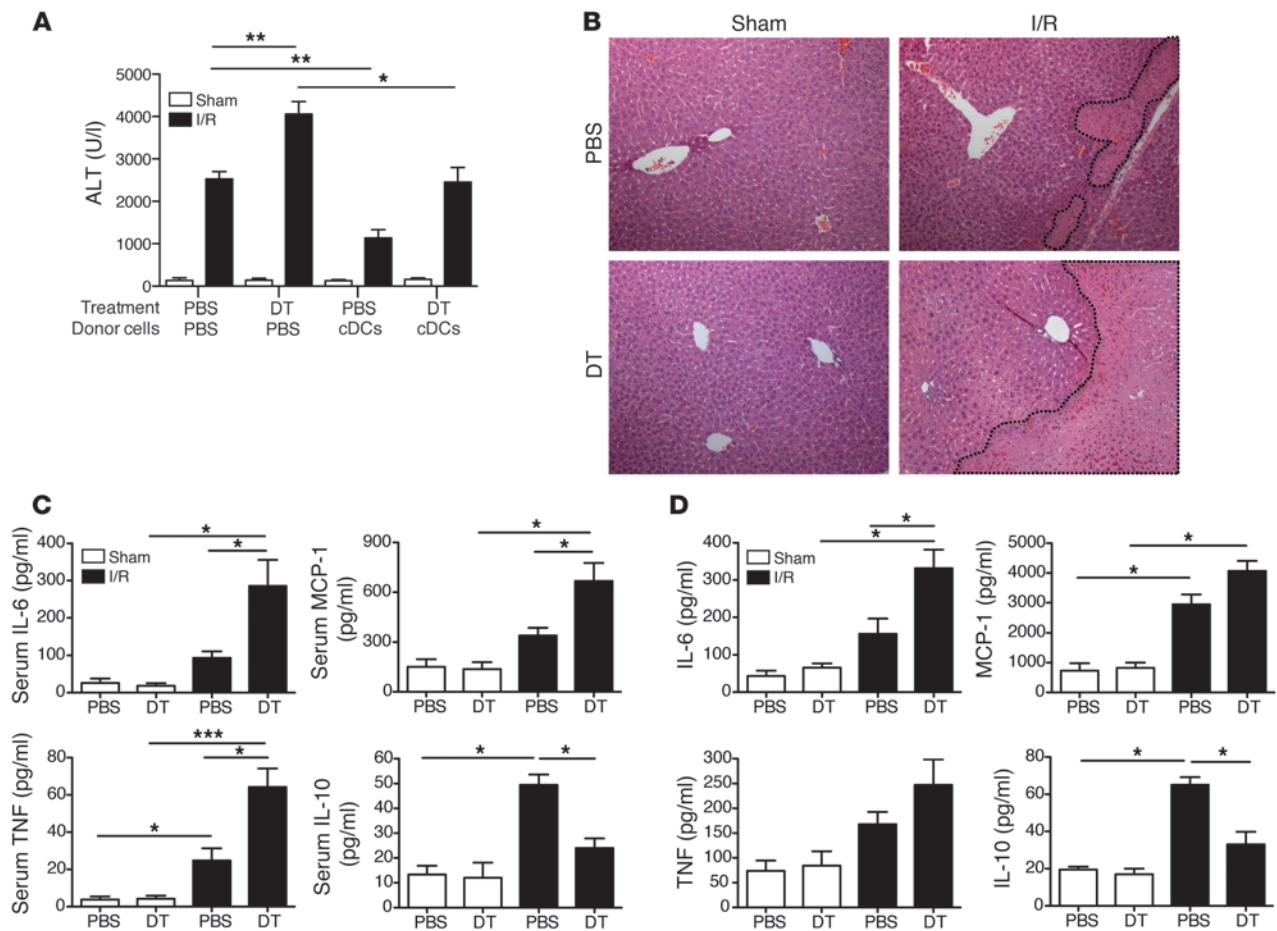 A
** 
** 
*
5000
4000
3000
2000
1000
0
ALT (U/l)
Sham
I/R
Treatment PBS DT PBS DT
Donor cells PBS PBS cDCs cDCs
B
Sham I/R
PBS
DT
C
Serum IL-6 (pg/ml)
400
300
200
100
0
Sham
I/R
*
*
PBS DT PBS DT
Serum MCP-1
(pg/ml)
900
600
300
0
*
*
PBS DT PBS DT
Serum TNF (pg/ml)
80
60
40
20
0
***
*
*
PBS DT PBS DT
Serum IL-10
(pg/ml)
60
50
40
30
20
10
0
* *
PBS DT PBS DT
D
IL-6 (pg/ml)
400
300
200
100
0
Sham
I/R
*
*
PBS DT PBS DT
MCP-1 (pg/ml)
5000
4000
3000
2000
1000
0
*
*
PBS DT PBS DT
TNF (pg/ml)
300
250
200
150
100
50
0
PBS DT PBS DT
IL-10 (pg/ml)
80
60
40
20
0
* *
PBS DT PBS DT